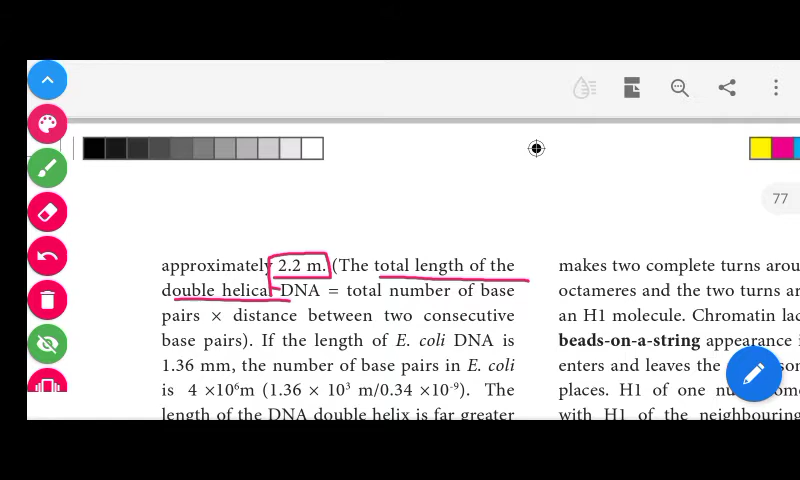 77
approximately 2.2 m. (The total length of the
double helical DNA = total number of base
pairs × distance between two consecutive
base pairs). If the length of E. coli DNA is
1.36 mm, the number of base pairs in E. coli
is 4 ×10⁶m (1.36 × 10³ m/0.34 ×10⁻⁹). The
length of the DNA double helix is far greater
makes two complete turns
octameres and the two turns
an H1 molecule. Chromatin
beads-on-a-string appearance
enters and leaves the
places. H1 of one
with H1 of the neighbouring